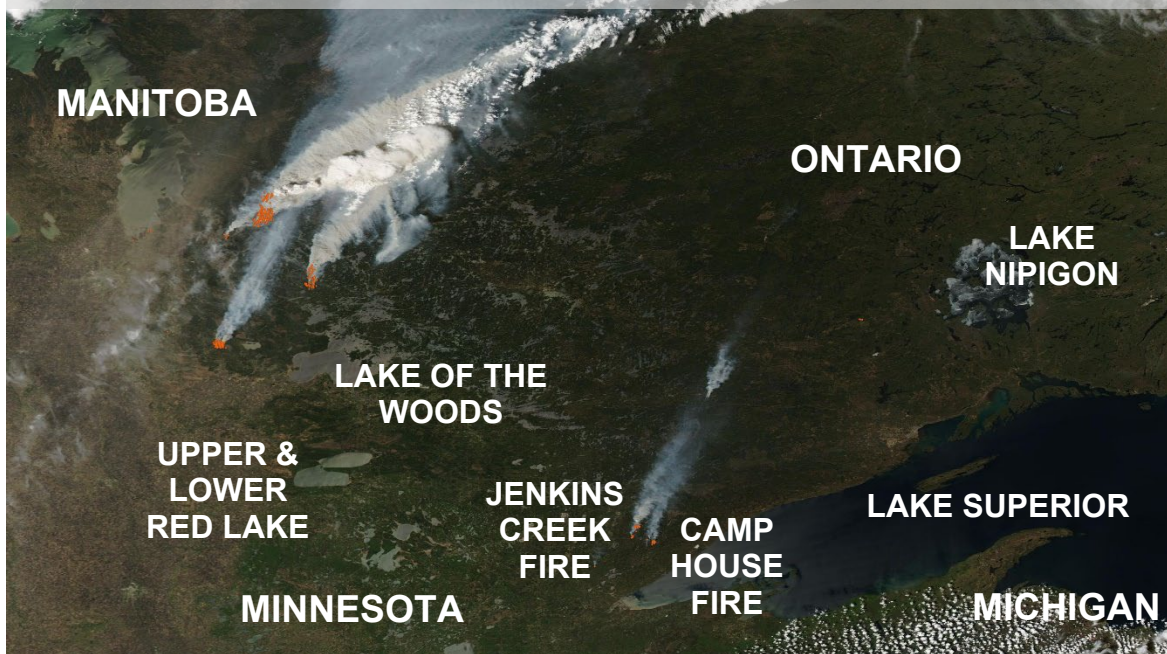 MANITOBA
ONTARIO
LAKE
NIPIGON
LAKE OF THE
WOODS
UPPER &
LOWER
RED LAKE
JENKINS
CREEK
FIRE
CAMP
HOUSE
FIRE
LAKE SUPERIOR
MINNESOTA
MICHIGAN